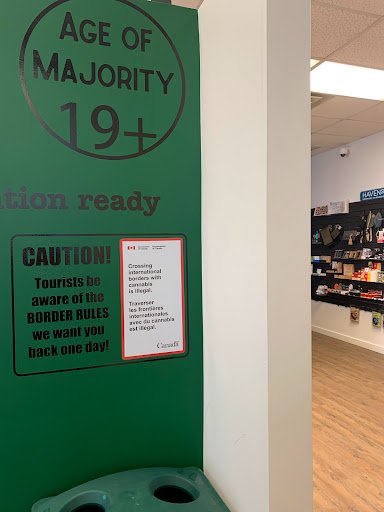 AGE OF
MAJORITY
19+
ation ready
CAUTION!
Tourists be
aware of the
BORDER RULES
we want you
back one day!
Crossing
international
borders with
cannabis
is illegal.
Traverser
les frontières
internationales
avec du cannabis
est illégal.
Canada
HAVEN